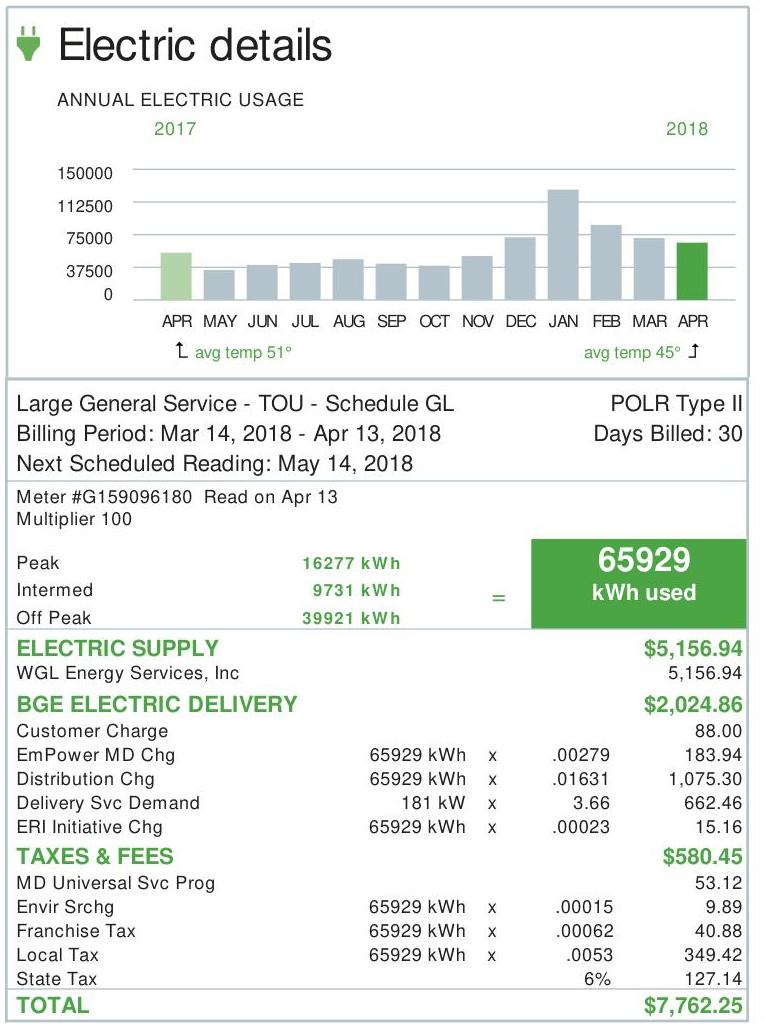 Electric details
ANNUAL ELECTRIC USAGE
2017 2018
150000
112500
75000
37500
0
APR MAY JUN JUL AUG SEP OCT NOV DEC JAN FEB MAR APR
avg temp 51° avg temp 45°
Large General Service - TOU - Schedule GL POLR Type II
Billing Period: Mar 14, 2018 - Apr 13, 2018 Days Billed: 30
Next Scheduled Reading: May 14, 2018
Meter #G159096180 Read on Apr 13
Multiplier 100
Peak 16277 kWh
Intermed 9731 kWh
Off Peak 39921 kWh
= 65929
kWh used
ELECTRIC SUPPLY $5,156.94
WGL Energy Services, Inc 5,156.94
BGE ELECTRIC DELIVERY $2,024.86
Customer Charge 88.00
EmPower MD Chg 65929 kWh x .00279 183.94
Distribution Chg 65929 kWh x .01631 1,075.30
Delivery Svc Demand 181 kW x 3.66 662.46
ERI Initiative Chg 65929 kWh x .00023 15.16
TAXES & FEES $580.45
MD Universal Svc Prog 53.12
Envir Srchg 65929 kWh x .00015 9.89
Franchise Tax 65929 kWh x .00062 40.88
Local Tax 65929 kWh x .0053 349.42
State Tax 6% 127.14
TOTAL $7,762.25